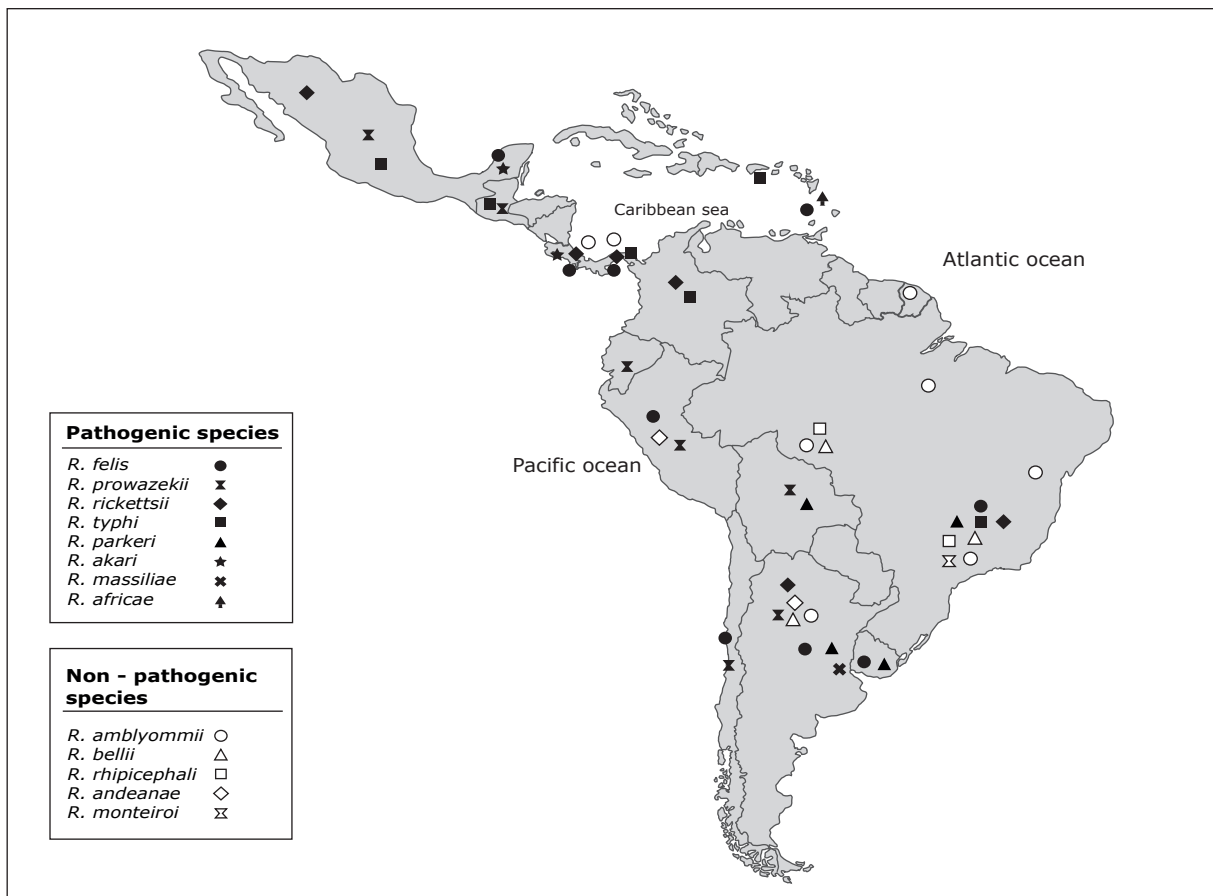 Caribbean sea
Atlantic ocean
Pacific ocean
Pathogenic species
R. felis
R. prowazekii
R. rickettsii
R. typhi
R. parkeri
R. akari
R. massiliae
R. africae
Non - pathogenic
species
R. amblyommii
R. bellii
R. rhipicephali
R. andeanae
R. monteiroi